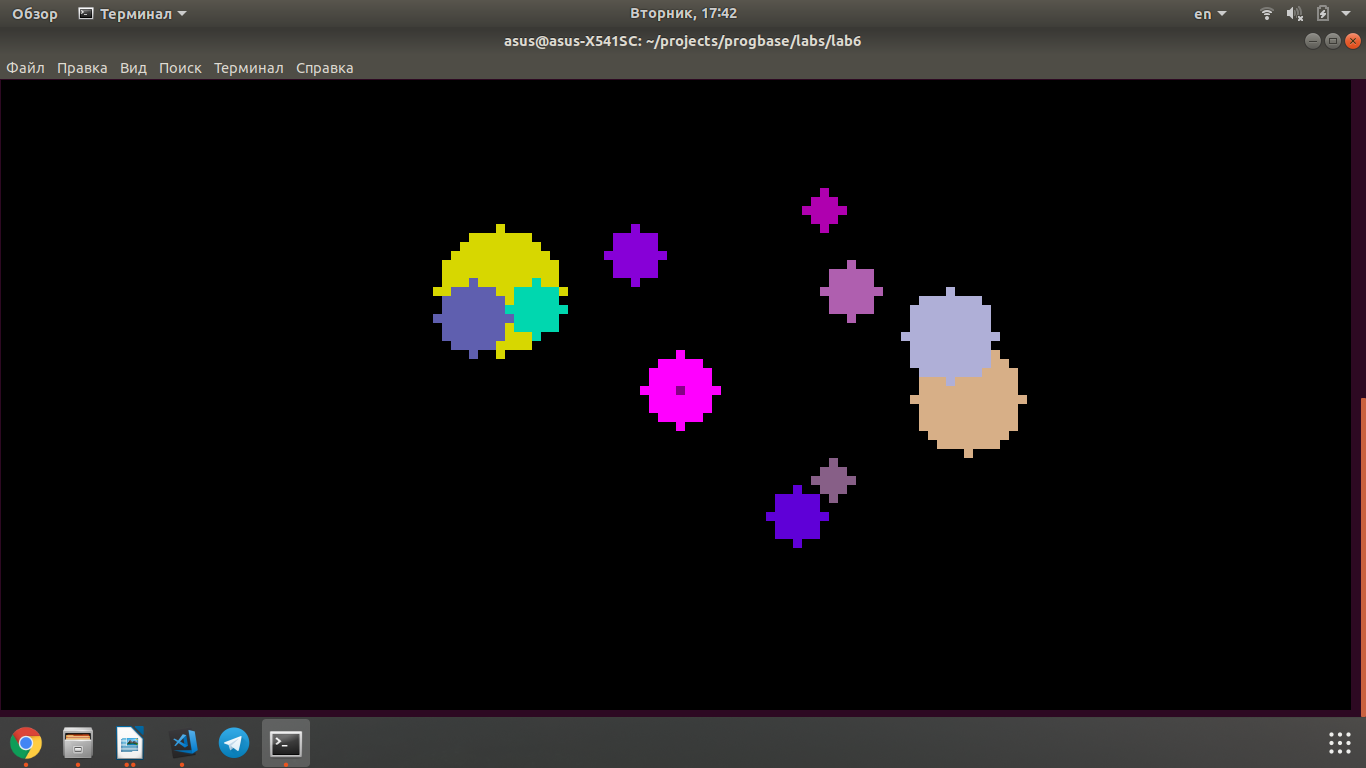 Обзор Терминал Вторник, 17:42 en
asus@asus-X541SC: ~/projects/progbase/labs/lab6
Файл Правка Вид Поиск Терминал Справка